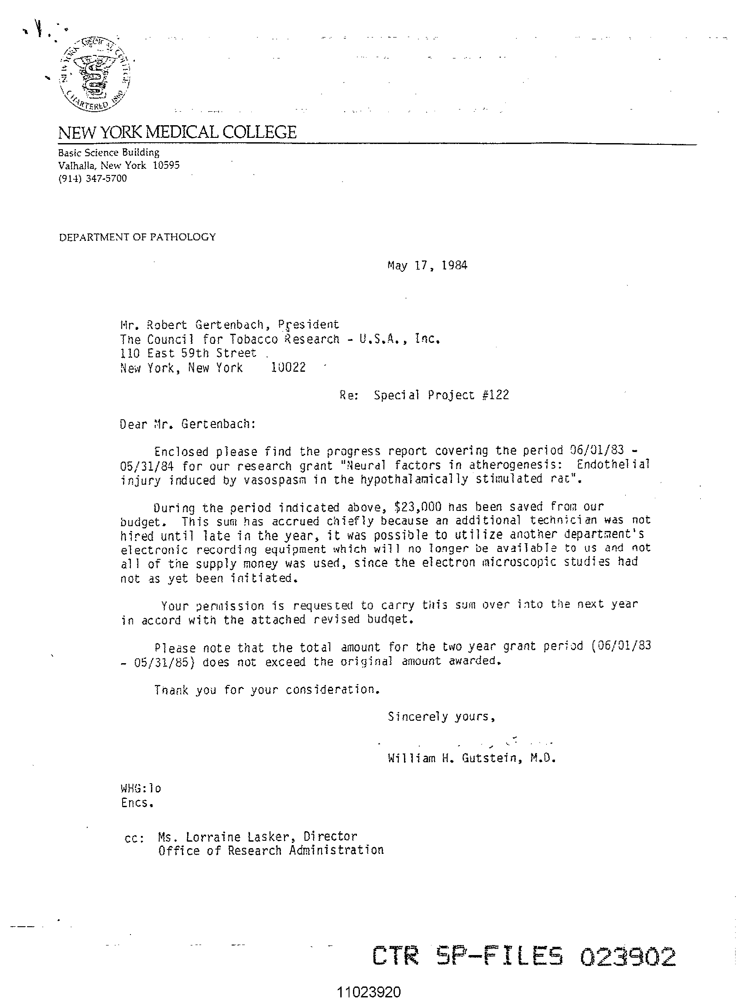 NEW YORK MEDICAL COLLEGE
CHARTERED 1860
NEW YORK MEDICAL COLLEGE
Basic Science Building
Valhalla, New York 10595
(914) 347-5700
DEPARTMENT OF PATHOLOGY
May 17, 1984
Mr. Robert Gertenbach, President
The Council for Tobacco Research - U.S.A., Inc.
110 East 59th Street
New York, New York 10022
Re: Special Project #122
Dear Mr. Gertenbach:
Enclosed please find the progress report covering the period 06/01/83 -
05/31/84 for our research grant "Neural factors in atherogenesis: Endothelial
injury induced by vasospasm in the hypothalamically stimulated rat".
During the period indicated above, $23,000 has been saved from our
budget. This sum has accrued chiefly because an additional technician was not
hired until late in the year, it was possible to utilize another department's
electronic recording equipment which will no longer be available to us and not
all of the supply money was used, since the electron microscopic studies had
not as yet been initiated.
Your permission is requested to carry this sum over into the next year
in accord with the attached revised budget.
Please note that the total amount for the two year grant period (06/01/83
- 05/31/85) does not exceed the original amount awarded.
Thank you for your consideration.
Sincerely yours,
William H. Gutstein, M.D.
WHG:lo
Encs.
cc: Ms. Lorraine Lasker, Director
Office of Research Administration
CTR SP-FILES 023902
11023920